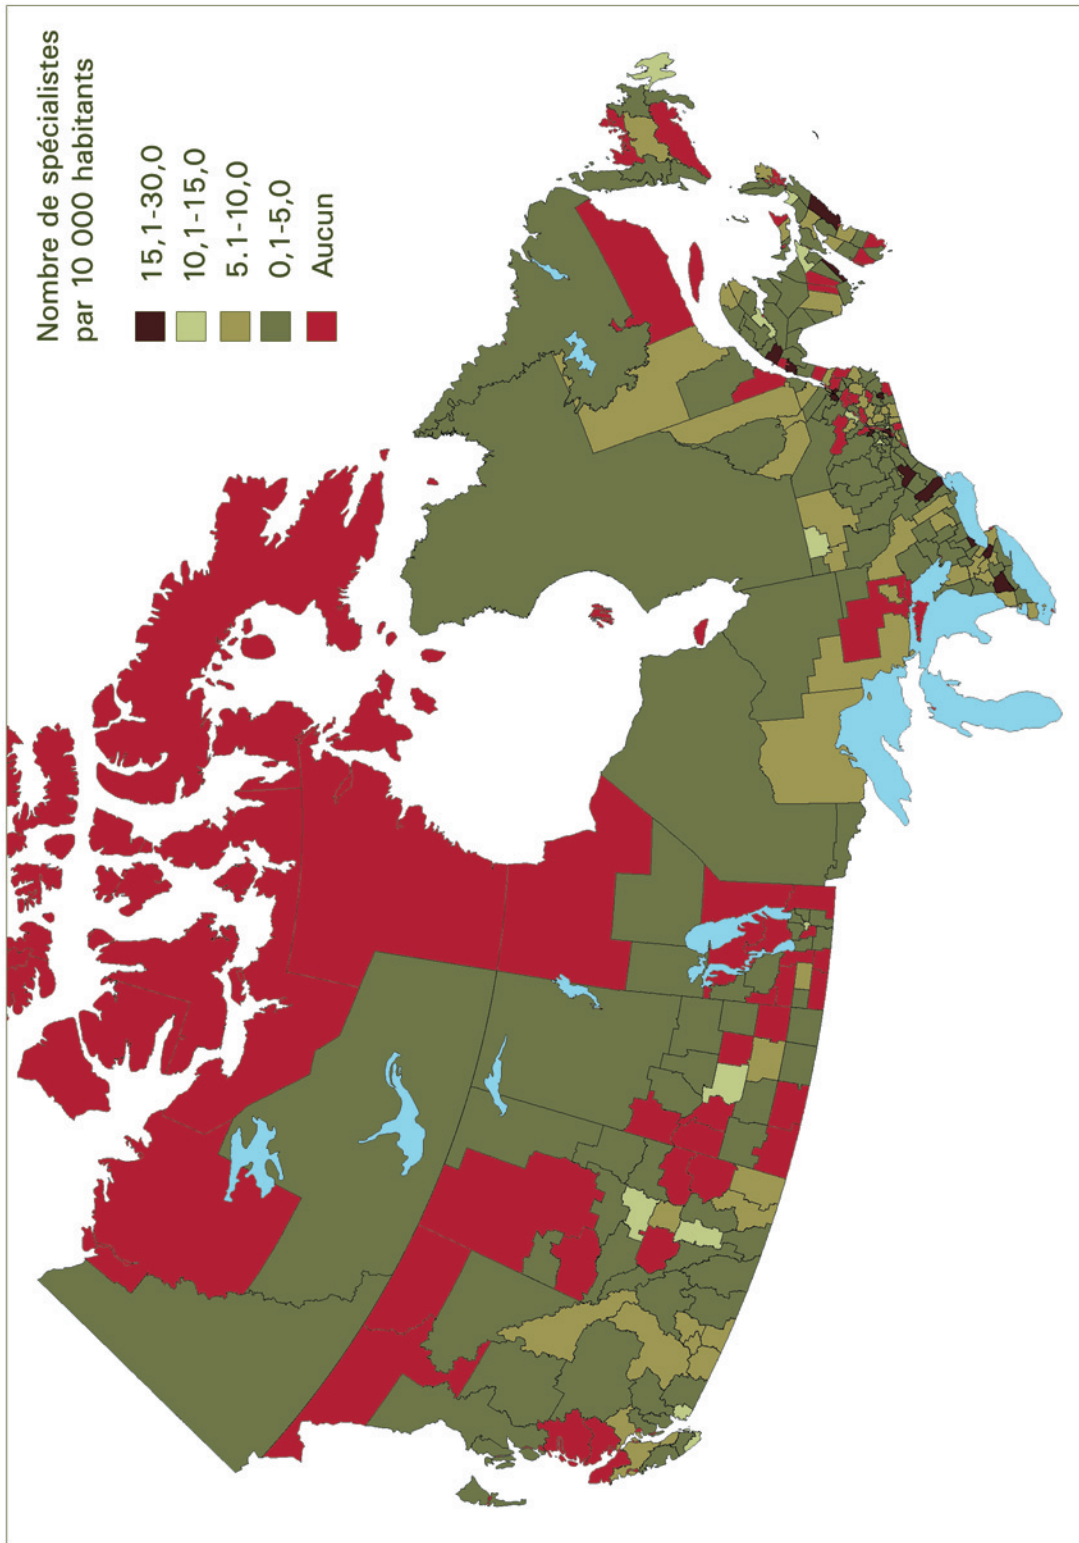 Nombre de spécialistes
par 10 000 habitants
15,1-30,0
10,1-15,0
5.1-10,0
0,1-5,0
Aucun